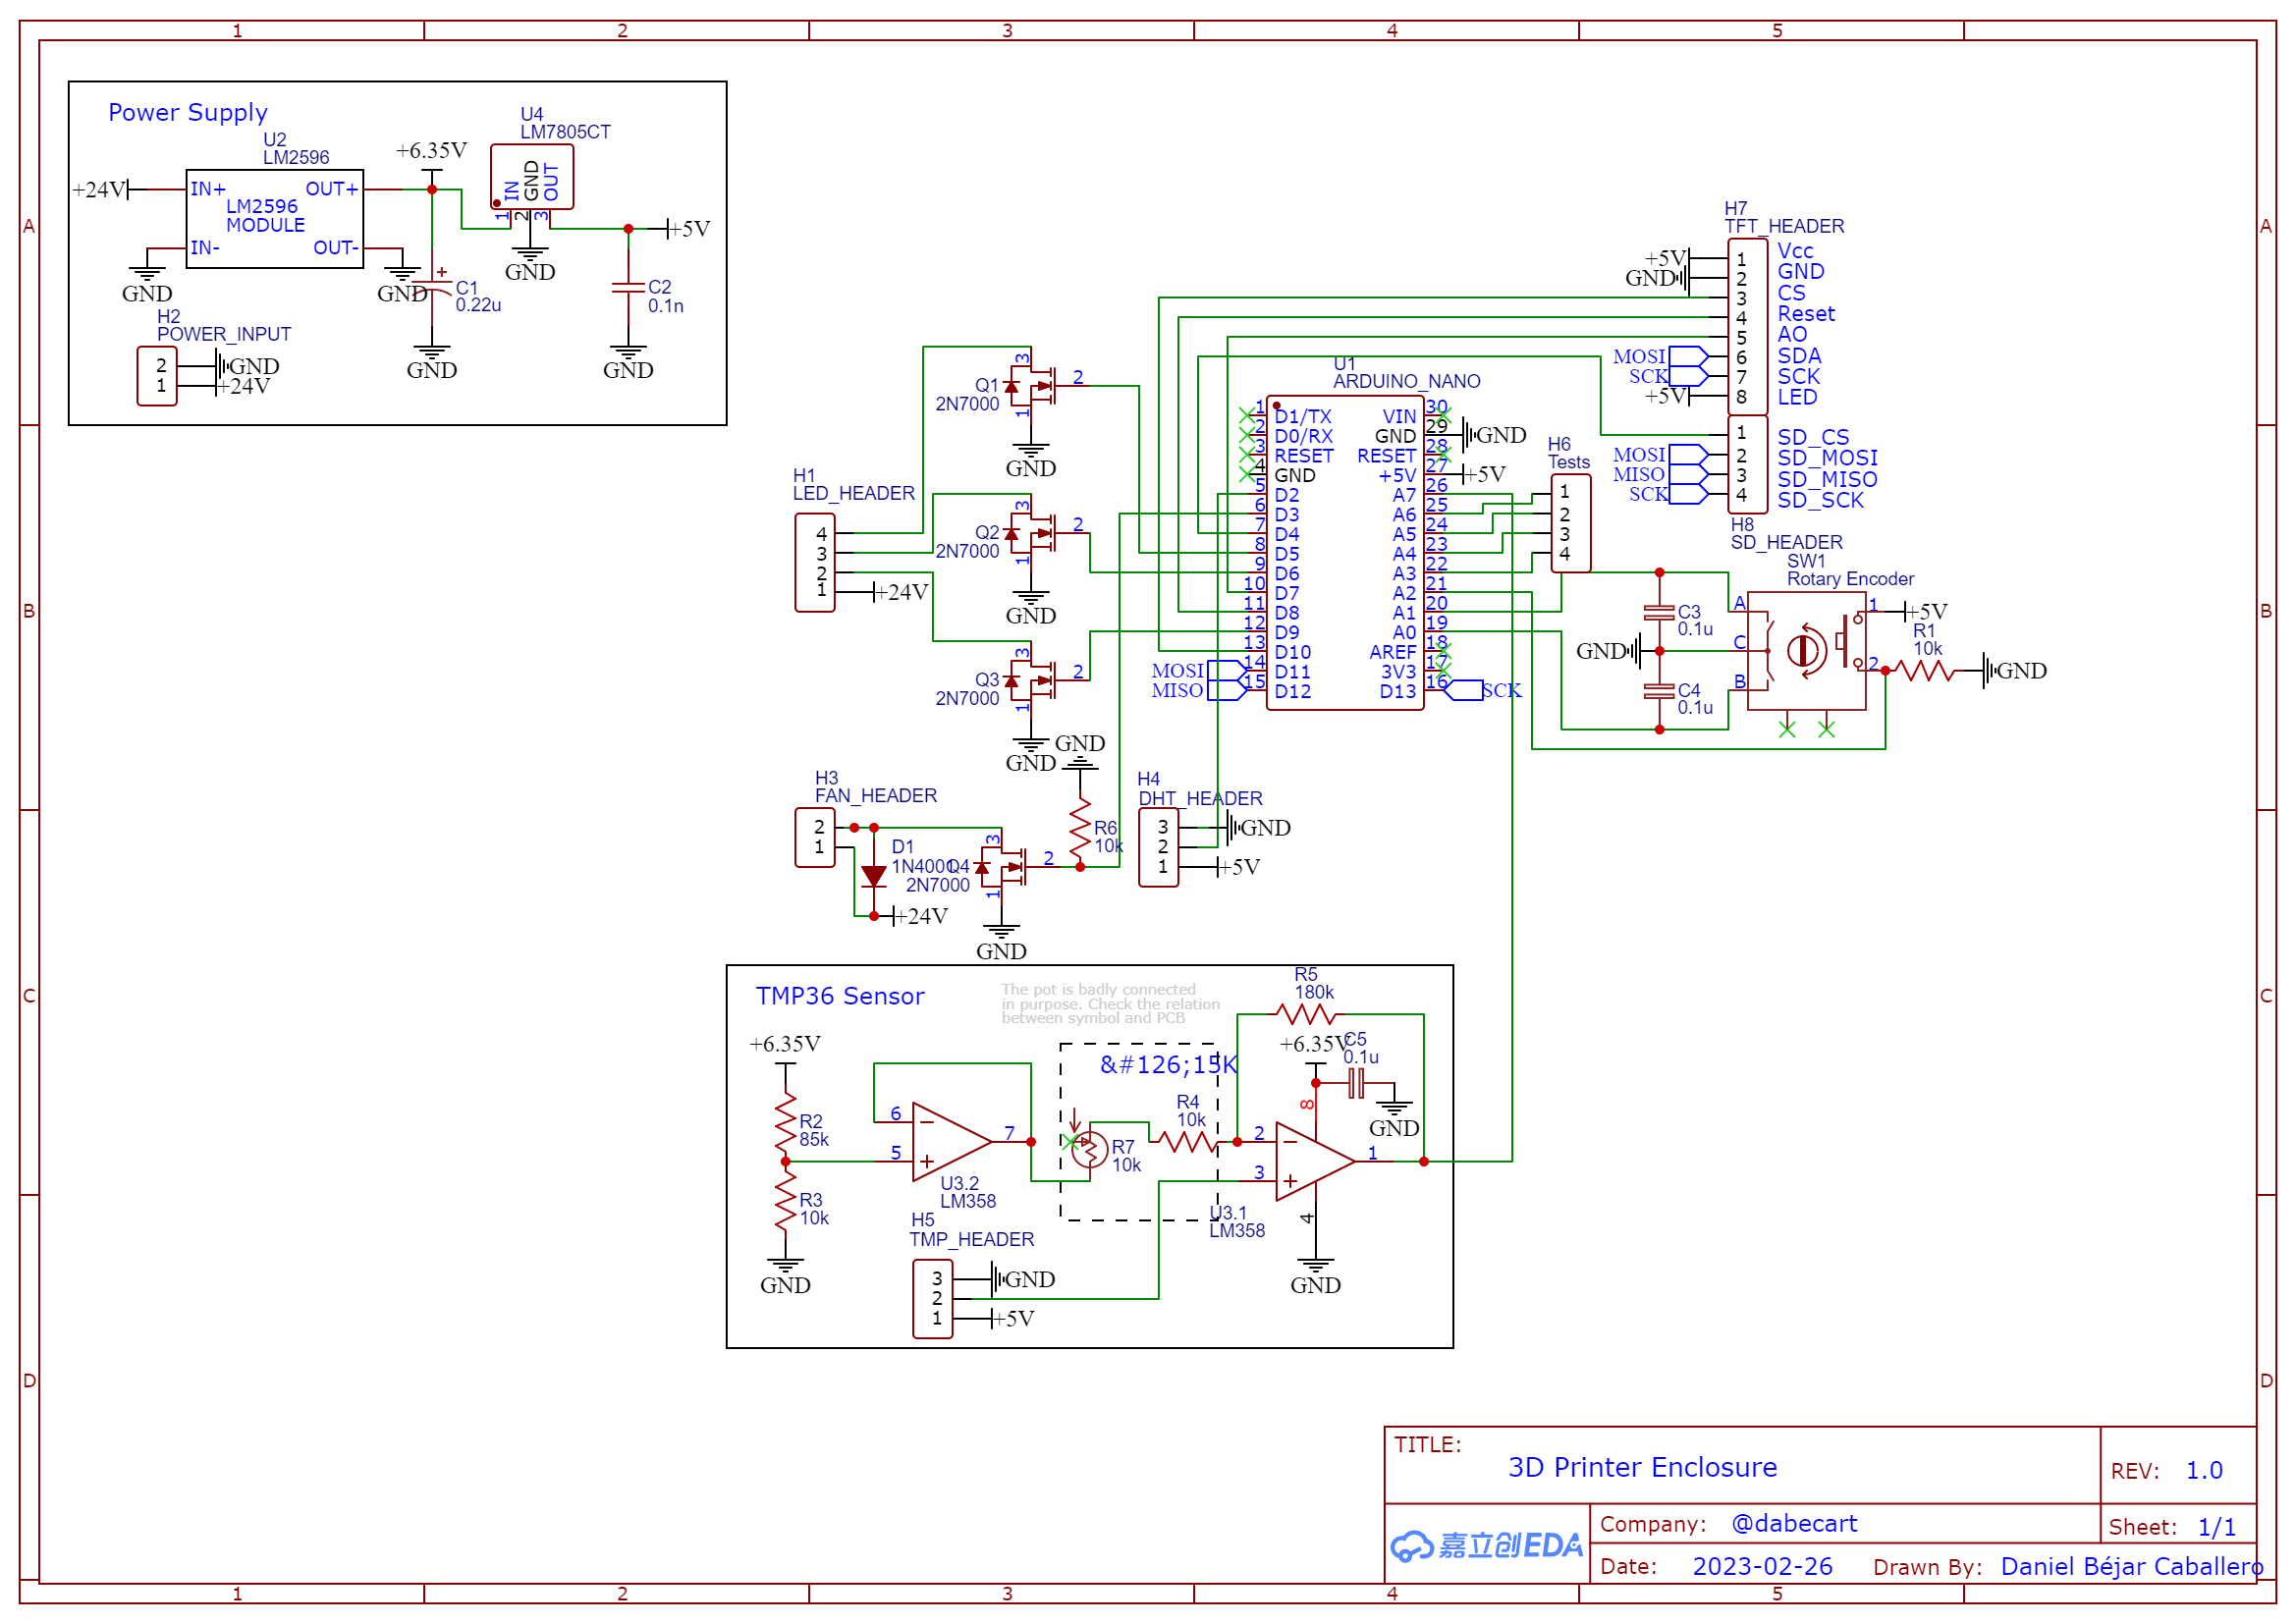 1 2 3 4 5
A A
B B
C C
D D
1 2 3 4 5
Power Supply
U2
LM2596
+24V
IN+ OUT+
LM2596
MODULE
IN- OUT-
GND
GND
+6.35V
U4
LM7805CT
IN GND OUT
1 2 3
GND
+5V
+
C1
0.22u
GND
C2
0.1n
GND
H2
POWER_INPUT
2 GND
1 +24V
Q1
2N7000
3
2
1
GND
Q2
2N7000
3
2
1
GND
Q3
2N7000
3
2
1
GND
H1
LED_HEADER
4
3
2
1 +24V
U1
ARDUINO_NANO
1 D1/TX VIN 30
2 D0/RX GND 29 GND
3 RESET RESET 28
4 GND +5V 27 +5V
5 D2 A7 26
6 D3 A6 25
7 D4 A5 24
8 D5 A4 23
9 D6 A3 22
10 D7 A2 21
11 D8 A1 20
12 D9 A0 19
13 D10 AREF 18
MOSI 14 D11 3V3 17
MISO 15 D12 D13 16 SCK
H7
TFT_HEADER
+5V 1 Vcc
GND 2 GND
3 CS
4 Reset
5 AO
MOSI 6 SDA
SCK 7 SCK
+5V 8 LED
1 SD_CS
MOSI 2 SD_MOSI
MISO 3 SD_MISO
SCK 4 SD_SCK
H8
SD_HEADER
H6
Tests
1
2
3
4
SW1
Rotary Encoder
A
C
B
1 +5V
2
R1
10k
GND
C3
0.1u
GND
C4
0.1u
H3
FAN_HEADER
2
1
D1
1N4001
+24V
Q4
2N7000
3
2
1
GND
GND
R6
10k
H4
DHT_HEADER
3 GND
2
1 +5V
TMP36 Sensor
The pot is badly connected
in purpose. Check the relation
between symbol and PCB
+6.35V
R2
85k
R3
10k
GND
6
5
7
U3.2
LM358
&#126;15K
R7
10k
R4
10k
R5
180k
+6.35V
C5
0.1u
GND
8
2
3
1
4
U3.1
LM358
GND
H5
TMP_HEADER
3 GND
2
1 +5V
TITLE:
3D Printer Enclosure
REV: 1.0
嘉立创EDA
Company: @dabecart
Sheet: 1/1
Date: 2023-02-26
Drawn By: Daniel Béjar Caballero